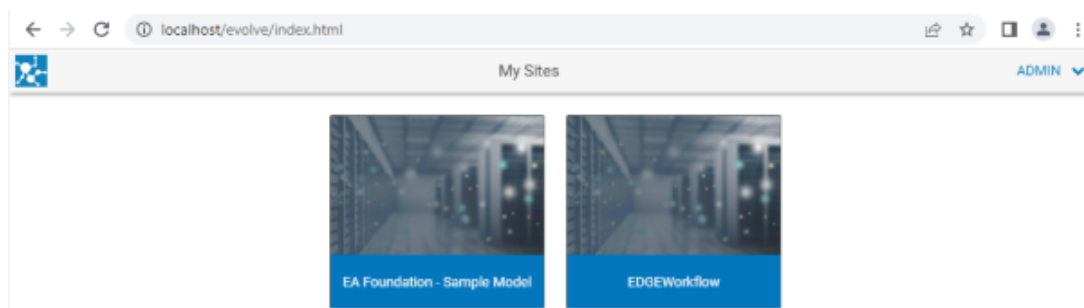 localhost/evolve/index.html
My Sites
ADMIN
EA Foundation - Sample Model
EDGEWorkflow